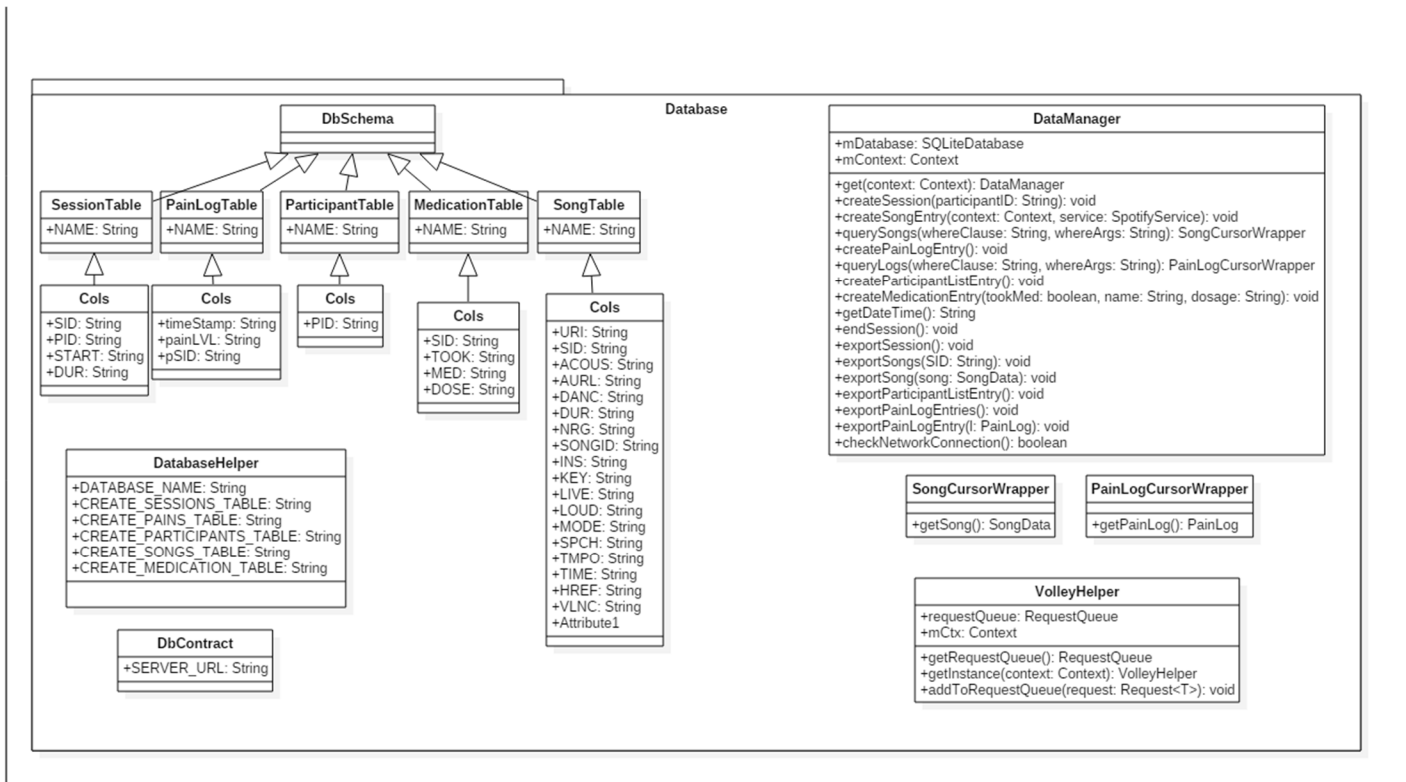 Database
DbSchema
SessionTable
+NAME: String
PainLogTable
+NAME: String
ParticipantTable
+NAME: String
MedicationTable
+NAME: String
SongTable
+NAME: String
Cols
+SID: String
+PID: String
+START: String
+DUR: String
Cols
+timeStamp: String
+painLVL: String
+pSID: String
Cols
+PID: String
Cols
+SID: String
+TOOK: String
+MED: String
+DOSE: String
Cols
+URI: String
+SID: String
+ACOUS: String
+AURL: String
+DANC: String
+DUR: String
+NRG: String
+SONGID: String
+INS: String
+KEY: String
+LIVE: String
+LOUD: String
+MODE: String
+SPCH: String
+TMPO: String
+TIME: String
+HREF: String
+VLNC: String
+Attribute1
DatabaseHelper
+DATABASE_NAME: String
+CREATE_SESSIONS_TABLE: String
+CREATE_PAINS_TABLE: String
+CREATE_PARTICIPANTS_TABLE: String
+CREATE_SONGS_TABLE: String
+CREATE_MEDICATION_TABLE: String
DbContract
+SERVER_URL: String
DataManager
+mDatabase: SQLiteDatabase
+mContext: Context
+get(context: Context): DataManager
+createSession(participantID: String): void
+createSongEntry(context: Context, service: SpotifyService): void
+querySongs(whereClause: String, whereArgs: String): SongCursorWrapper
+createPainLogEntry(): void
+queryLogs(whereClause: String, whereArgs: String): PainLogCursorWrapper
+createParticipantListEntry(): void
+createMedicationEntry(tookMed: boolean, name: String, dosage: String): void
+getDateTime(): String
+endSession(): void
+exportSession(): void
+exportSongs(SID: String): void
+exportSong(song: SongData): void
+exportParticipantListEntry(): void
+exportPainLogEntries(): void
+exportPainLogEntry(l: PainLog): void
+checkNetworkConnection(): boolean
SongCursorWrapper
+getSong(): SongData
PainLogCursorWrapper
+getPainLog(): PainLog
VolleyHelper
+requestQueue: RequestQueue
+mCtx: Context
+getRequestQueue(): RequestQueue
+getInstance(context: Context): VolleyHelper
+addToRequestQueue(request: Request<T>): void